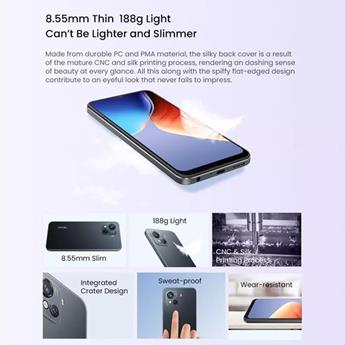 8.55mm Thin 188g Light
Can't Be Lighter and Slimmer
Made from durable PC and PMA material, the silky back cover is a result
of the mature CNC and silk printing process, rendering an dashing sense
of beauty at every glance. All this along with the spiffy flat-edged design
contribute to an eyeful look that never fails to impress.
8.55mm Slim
188g Light
CNC & Silk
Printing Process
Integrated
Crater Design
Sweat-proof
Wear-resistant